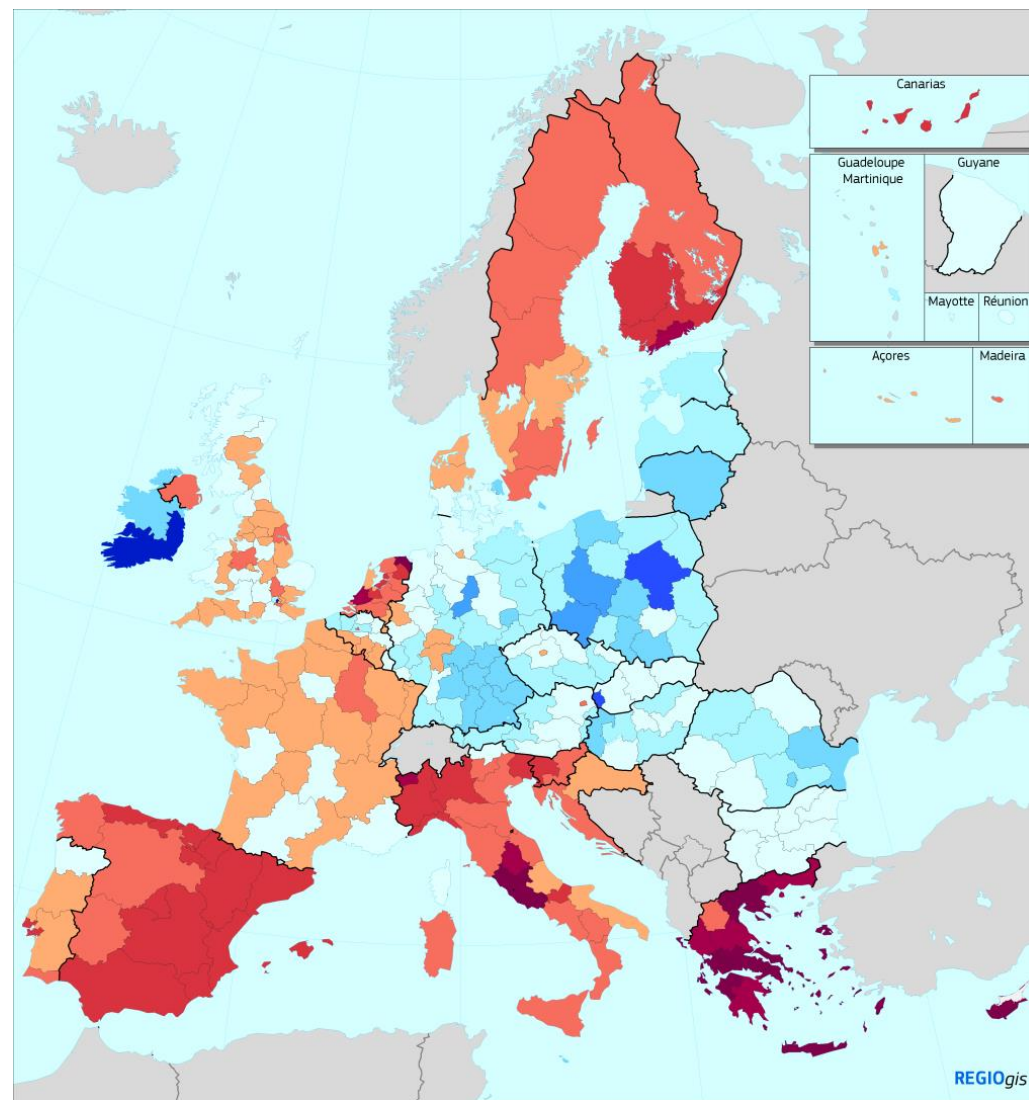 Canarias
Guadeloupe
Martinique
Guyane
Mayotte
Réunion
Açores
Madeira
REGIOgis